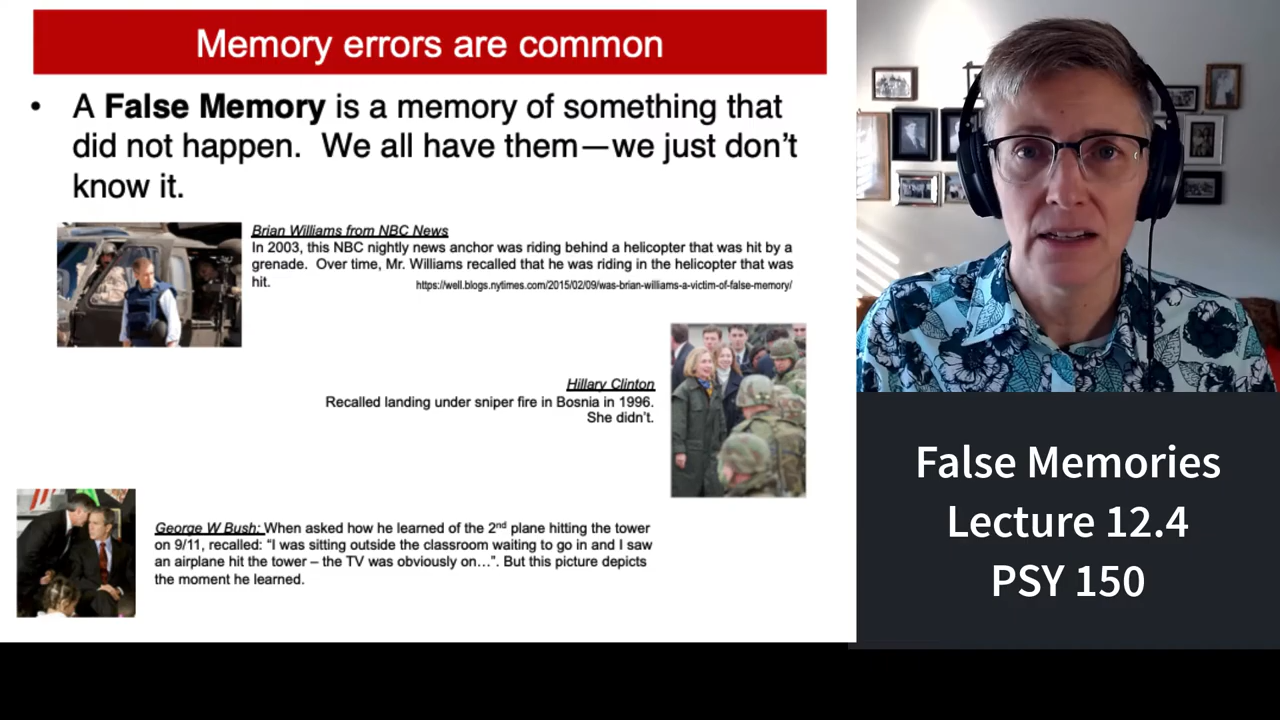 Memory errors are common
• A False Memory is a memory of something that
did not happen.  We all have them—we just don’t
know it.
Brian Williams from NBC News
In 2003, this NBC nightly news anchor was riding behind a helicopter that was hit by a
grenade.  Over time, Mr. Williams recalled that he was riding in the helicopter that was
hit.
https://well.blogs.nytimes.com/2015/02/09/was-brian-williams-a-victim-of-false-memory/
Hillary Clinton
Recalled landing under sniper fire in Bosnia in 1996.
She didn’t.
George W Bush: When asked how he learned of the 2nd plane hitting the tower
on 9/11, recalled: “I was sitting outside the classroom waiting to go in and I saw
an airplane hit the tower – the TV was obviously on…”. But this picture depicts
the moment he learned.
False Memories
Lecture 12.4
PSY 150